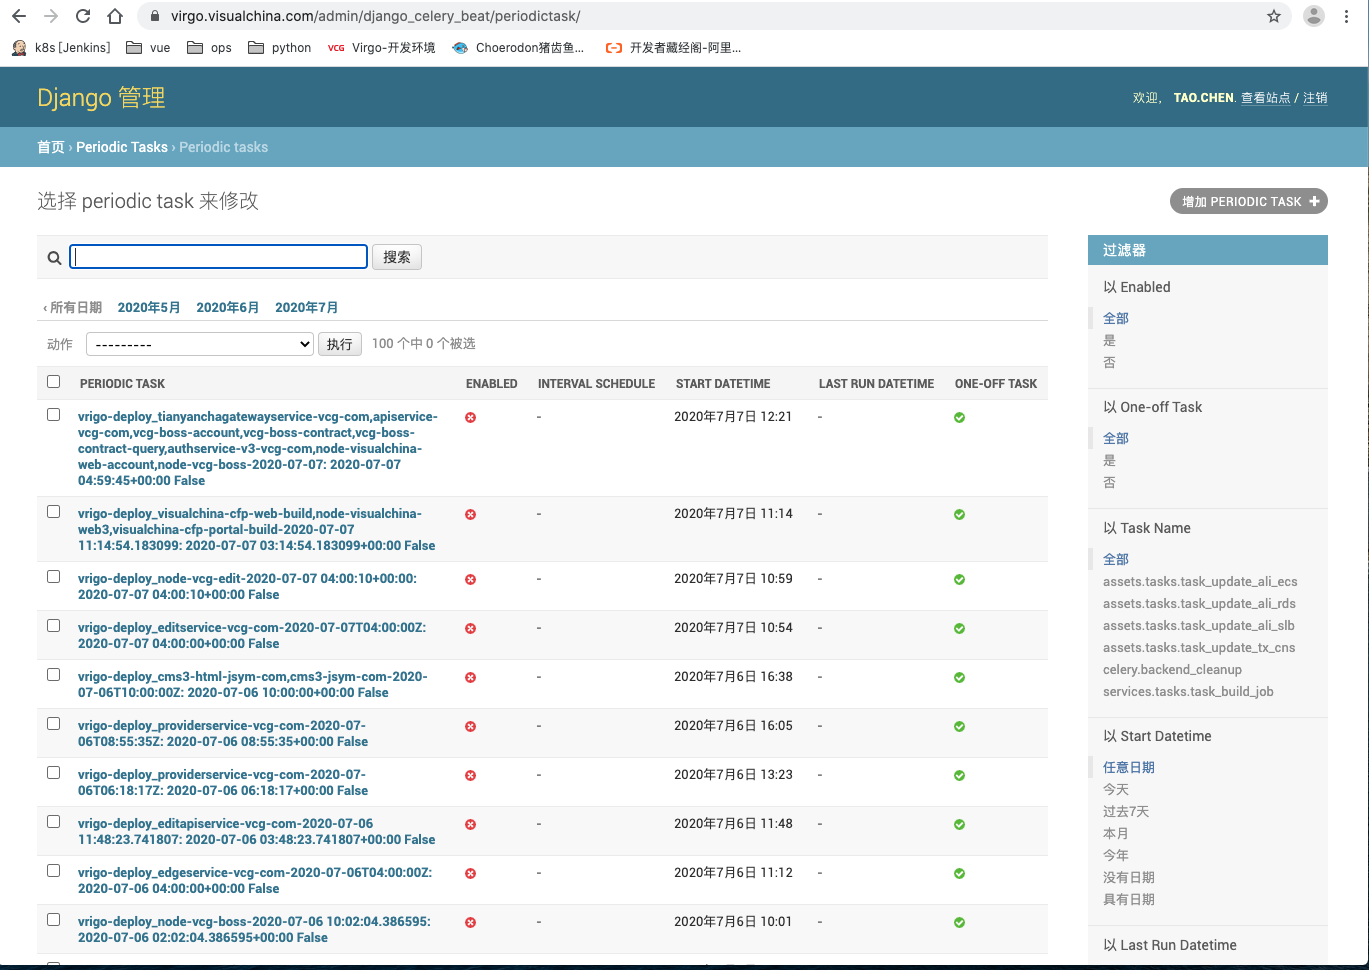 virgo.visualchina.com/admin/django_celery_beat/periodictask/
k8s [Jenkins] vue ops python VCG Virgo-开发环境 Choerodon猪齿鱼... 开发者藏经阁-阿里...
Django 管理
欢迎， TAO.CHEN. 查看站点 / 注销
首页 › Periodic Tasks › Periodic tasks
选择 periodic task 来修改
增加 PERIODIC TASK +
搜索
‹ 所有日期 2020年5月 2020年6月 2020年7月
动作 --------- 执行 100 个中 0 个被选
PERIODIC TASK ENABLED INTERVAL SCHEDULE START DATETIME LAST RUN DATETIME ONE-OFF TASK
vrigo-deploy_tianyanchagatewayservice-vcg-com,apiservice- - 2020年7月7日 12:21 -
vcg-com,vcg-boss-account,vcg-boss-contract,vcg-boss-
contract-query,authservice-v3-vcg-com,node-visualchina-
web-account,node-vcg-boss-2020-07-07: 2020-07-07
04:59:45+00:00 False
vrigo-deploy_visualchina-cfp-web-build,node-visualchina- - 2020年7月7日 11:14 -
web3,visualchina-cfp-portal-build-2020-07-07
11:14:54.183099: 2020-07-07 03:14:54.183099+00:00 False
vrigo-deploy_node-vcg-edit-2020-07-07 04:00:10+00:00: - 2020年7月7日 10:59 -
2020-07-07 04:00:10+00:00 False
vrigo-deploy_editservice-vcg-com-2020-07-07T04:00:00Z: - 2020年7月7日 10:54 -
2020-07-07 04:00:00+00:00 False
vrigo-deploy_cms3-html-jsym-com,cms3-jsym-com-2020- - 2020年7月6日 16:38 -
07-06T10:00:00Z: 2020-07-06 10:00:00+00:00 False
vrigo-deploy_providerservice-vcg-com-2020-07- - 2020年7月6日 16:05 -
06T08:55:35Z: 2020-07-06 08:55:35+00:00 False
vrigo-deploy_providerservice-vcg-com-2020-07- - 2020年7月6日 13:23 -
06T06:18:17Z: 2020-07-06 06:18:17+00:00 False
vrigo-deploy_editapiservice-vcg-com-2020-07-06 - 2020年7月6日 11:48 -
11:48:23.741807: 2020-07-06 03:48:23.741807+00:00 False
vrigo-deploy_edgeservice-vcg-com-2020-07-06T04:00:00Z: - 2020年7月6日 11:12 -
2020-07-06 04:00:00+00:00 False
vrigo-deploy_node-vcg-boss-2020-07-06 10:02:04.386595: - 2020年7月6日 10:01 -
2020-07-06 02:02:04.386595+00:00 False
过滤器
以 Enabled
全部
是
否
以 One-off Task
全部
是
否
以 Task Name
全部
assets.tasks.task_update_ali_ecs
assets.tasks.task_update_ali_rds
assets.tasks.task_update_ali_slb
assets.tasks.task_update_tx_cns
celery.backend_cleanup
services.tasks.task_build_job
以 Start Datetime
任意日期
今天
过去7天
本月
今年
没有日期
具有日期
以 Last Run Datetime